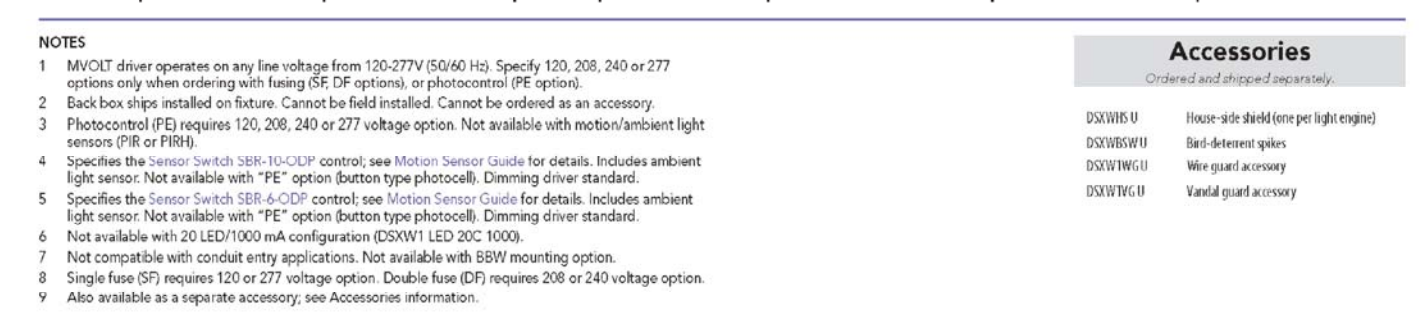 NOTES
1 MVOLT driver operates on any line voltage from 120-277V (50/60 Hz). Specify 120, 208, 240 or 277
options only when ordering with fusing (SF, DF options), or photocontrol (PE option).
2 Back box ships installed on fixture. Cannot be field installed. Cannot be ordered as an accessory.
3 Photocontrol (PE) requires 120, 208, 240 or 277 voltage option. Not available with motion/ambient light
sensors (PIR or PIRH).
4 Specifies the Sensor Switch SBR-10-ODP control; see Motion Sensor Guide for details. Includes ambient
light sensor. Not available with "PE" option (button type photocell). Dimming driver standard.
5 Specifies the Sensor Switch SBR-6-ODP control; see Motion Sensor Guide for details. Includes ambient
light sensor. Not available with "PE" option (button type photocell). Dimming driver standard.
6 Not available with 20 LED/1000 mA configuration (DSXW1 LED 20C 1000).
7 Not compatible with conduit entry applications. Not available with BBW mounting option.
8 Single fuse (SF) requires 120 or 277 voltage option. Double fuse (DF) requires 208 or 240 voltage option.
9 Also available as a separate accessory; see Accessories information.
Accessories
Ordered and shipped separately.
DSXWHS U House-side shield (one per light engine)
DSXWBSW U Bird-deterrent spikes
DSXW1WG U Wire guard accessory
DSXW1VG U Vandal guard accessory